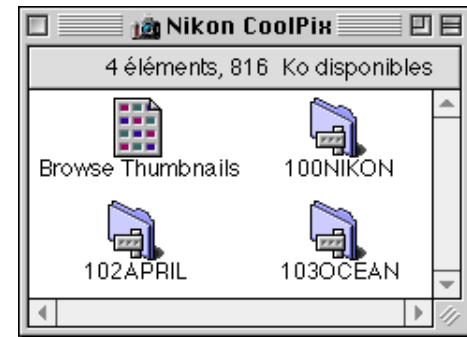 Nikon CoolPix
4 éléments, 816 Ko disponibles
Browse Thumbnails 100NIKON
102APRIL 103OCEAN